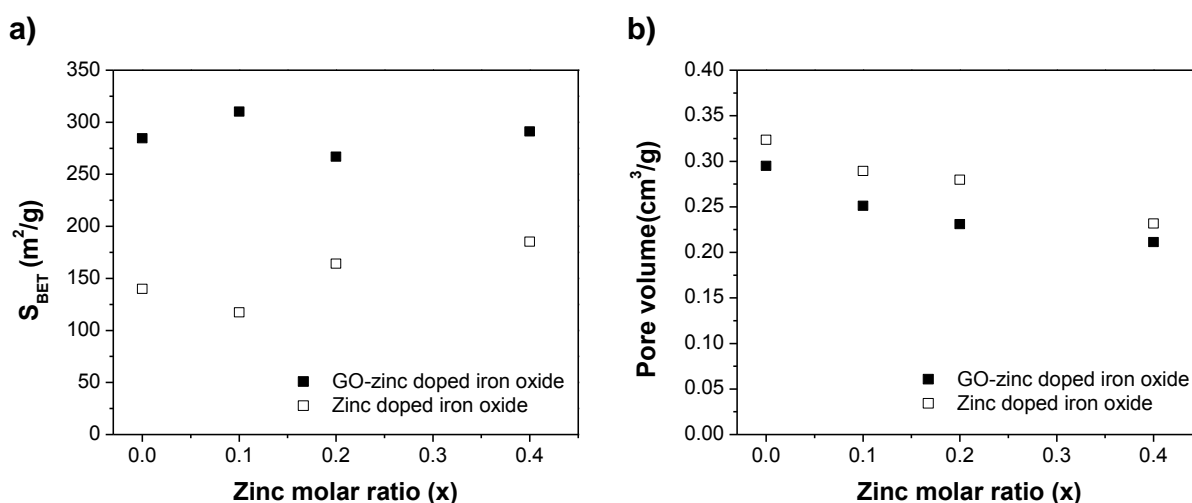 a)
350
300
250
200
150
100
50
0
S_BET (m²/g)
GO-zinc doped iron oxide
Zinc doped iron oxide
0.0 0.1 0.2 0.3 0.4
Zinc molar ratio (x)
b)
0.40
0.35
0.30
0.25
0.20
0.15
0.10
0.05
0.00
Pore volume(cm³/g)
GO-zinc doped iron oxide
Zinc doped iron oxide
0.0 0.1 0.2 0.3 0.4
Zinc molar ratio (x)